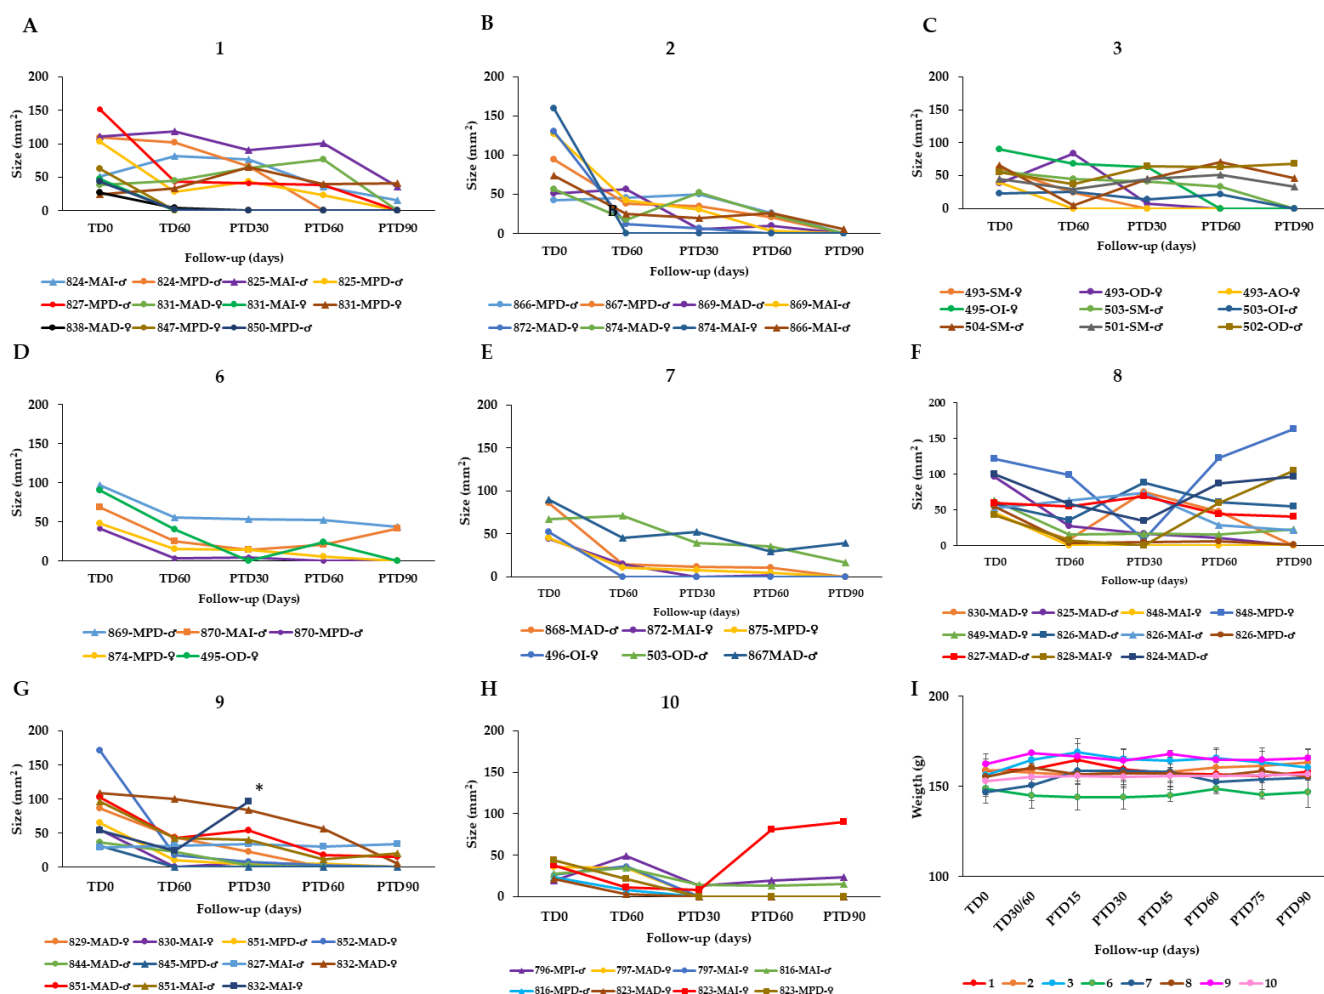 A
1
200
150
100
50
0
Size (mm²)
TD0 TD60 PTD30 PTD60 PTD90
Follow-up (days)
824-MAI-♂ 824-MPD-♂ 825-MAI-♂ 825-MPD-♂
827-MPD-♂ 831-MAD-♀ 831-MAI-♀ 831-MPD-♀
838-MAD-♀ 847-MPD-♀ 850-MPD-♂
B
2
200
150
100
50
0
Size (mm²)
B
TD0 TD60 PTD30 PTD60 PTD90
Follow-up (days)
866-MPD-♂ 867-MPD-♂ 869-MAD-♂ 869-MAI-♂
872-MAD-♀ 874-MAD-♀ 874-MAI-♀ 866-MAI-♂
C
3
200
150
100
50
0
Size (mm²)
TD0 TD60 PTD30 PTD60 PTD90
Follow-up (days)
493-SM-♀ 493-OD-♀ 493-AO-♀
495-OI-♀ 503-SM-♂ 503-OI-♂
504-SM-♂ 501-SM-♂ 502-OD-♂
D
6
200
150
100
50
0
Size (mm²)
TD0 TD60 PTD30 PTD60 PTD90
Follow-up (Days)
869-MPD-♂ 870-MAI-♂ 870-MPD-♂
874-MPD-♀ 495-OD-♀
E
7
200
150
100
50
0
Size (mm²)
TD0 TD60 PTD30 PTD60 PTD90
Follow-up (Days)
868-MAD-♂ 872-MAI-♀ 875-MPD-♀
496-OI-♀ 503-OD-♂ 867MAD-♂
F
8
200
150
100
50
0
Size (mm²)
TD0 TD60 PTD30 PTD60 PTD90
Follow-up (days)
830-MAD-♀ 825-MAD-♂ 848-MAI-♀ 848-MPD-♀
849-MAD-♀ 826-MAD-♂ 826-MAI-♂ 826-MPD-♂
827-MAD-♂ 828-MAI-♀ 824-MAD-♂
G
9
200
150
100
50
0
Size (mm²)
*
TD0 TD60 PTD30 PTD60 PTD90
Follow-up (days)
829-MAD-♀ 830-MAI-♀ 851-MPD-♂ 852-MAD-♀
844-MAD-♂ 845-MPD-♂ 827-MAI-♂ 832-MAD-♀
851-MAD-♂ 851-MAI-♂ 832-MAI-♀
H
10
200
150
100
50
0
Size (mm²)
TD0 TD60 PTD30 PTD60 PTD90
Follow-up (days)
796-MPI-♂ 797-MAD-♀ 797-MAI-♀ 816-MAI-♂
816-MPD-♂ 823-MAD-♀ 823-MAI-♀ 823-MPD-♀
I
200
150
100
Weigth (g)
TD0 TD30/60 PTD15 PTD30 PTD45 PTD60 PTD75 PTD90
Follow-up (days)
1 2 3 6 7 8 9 10